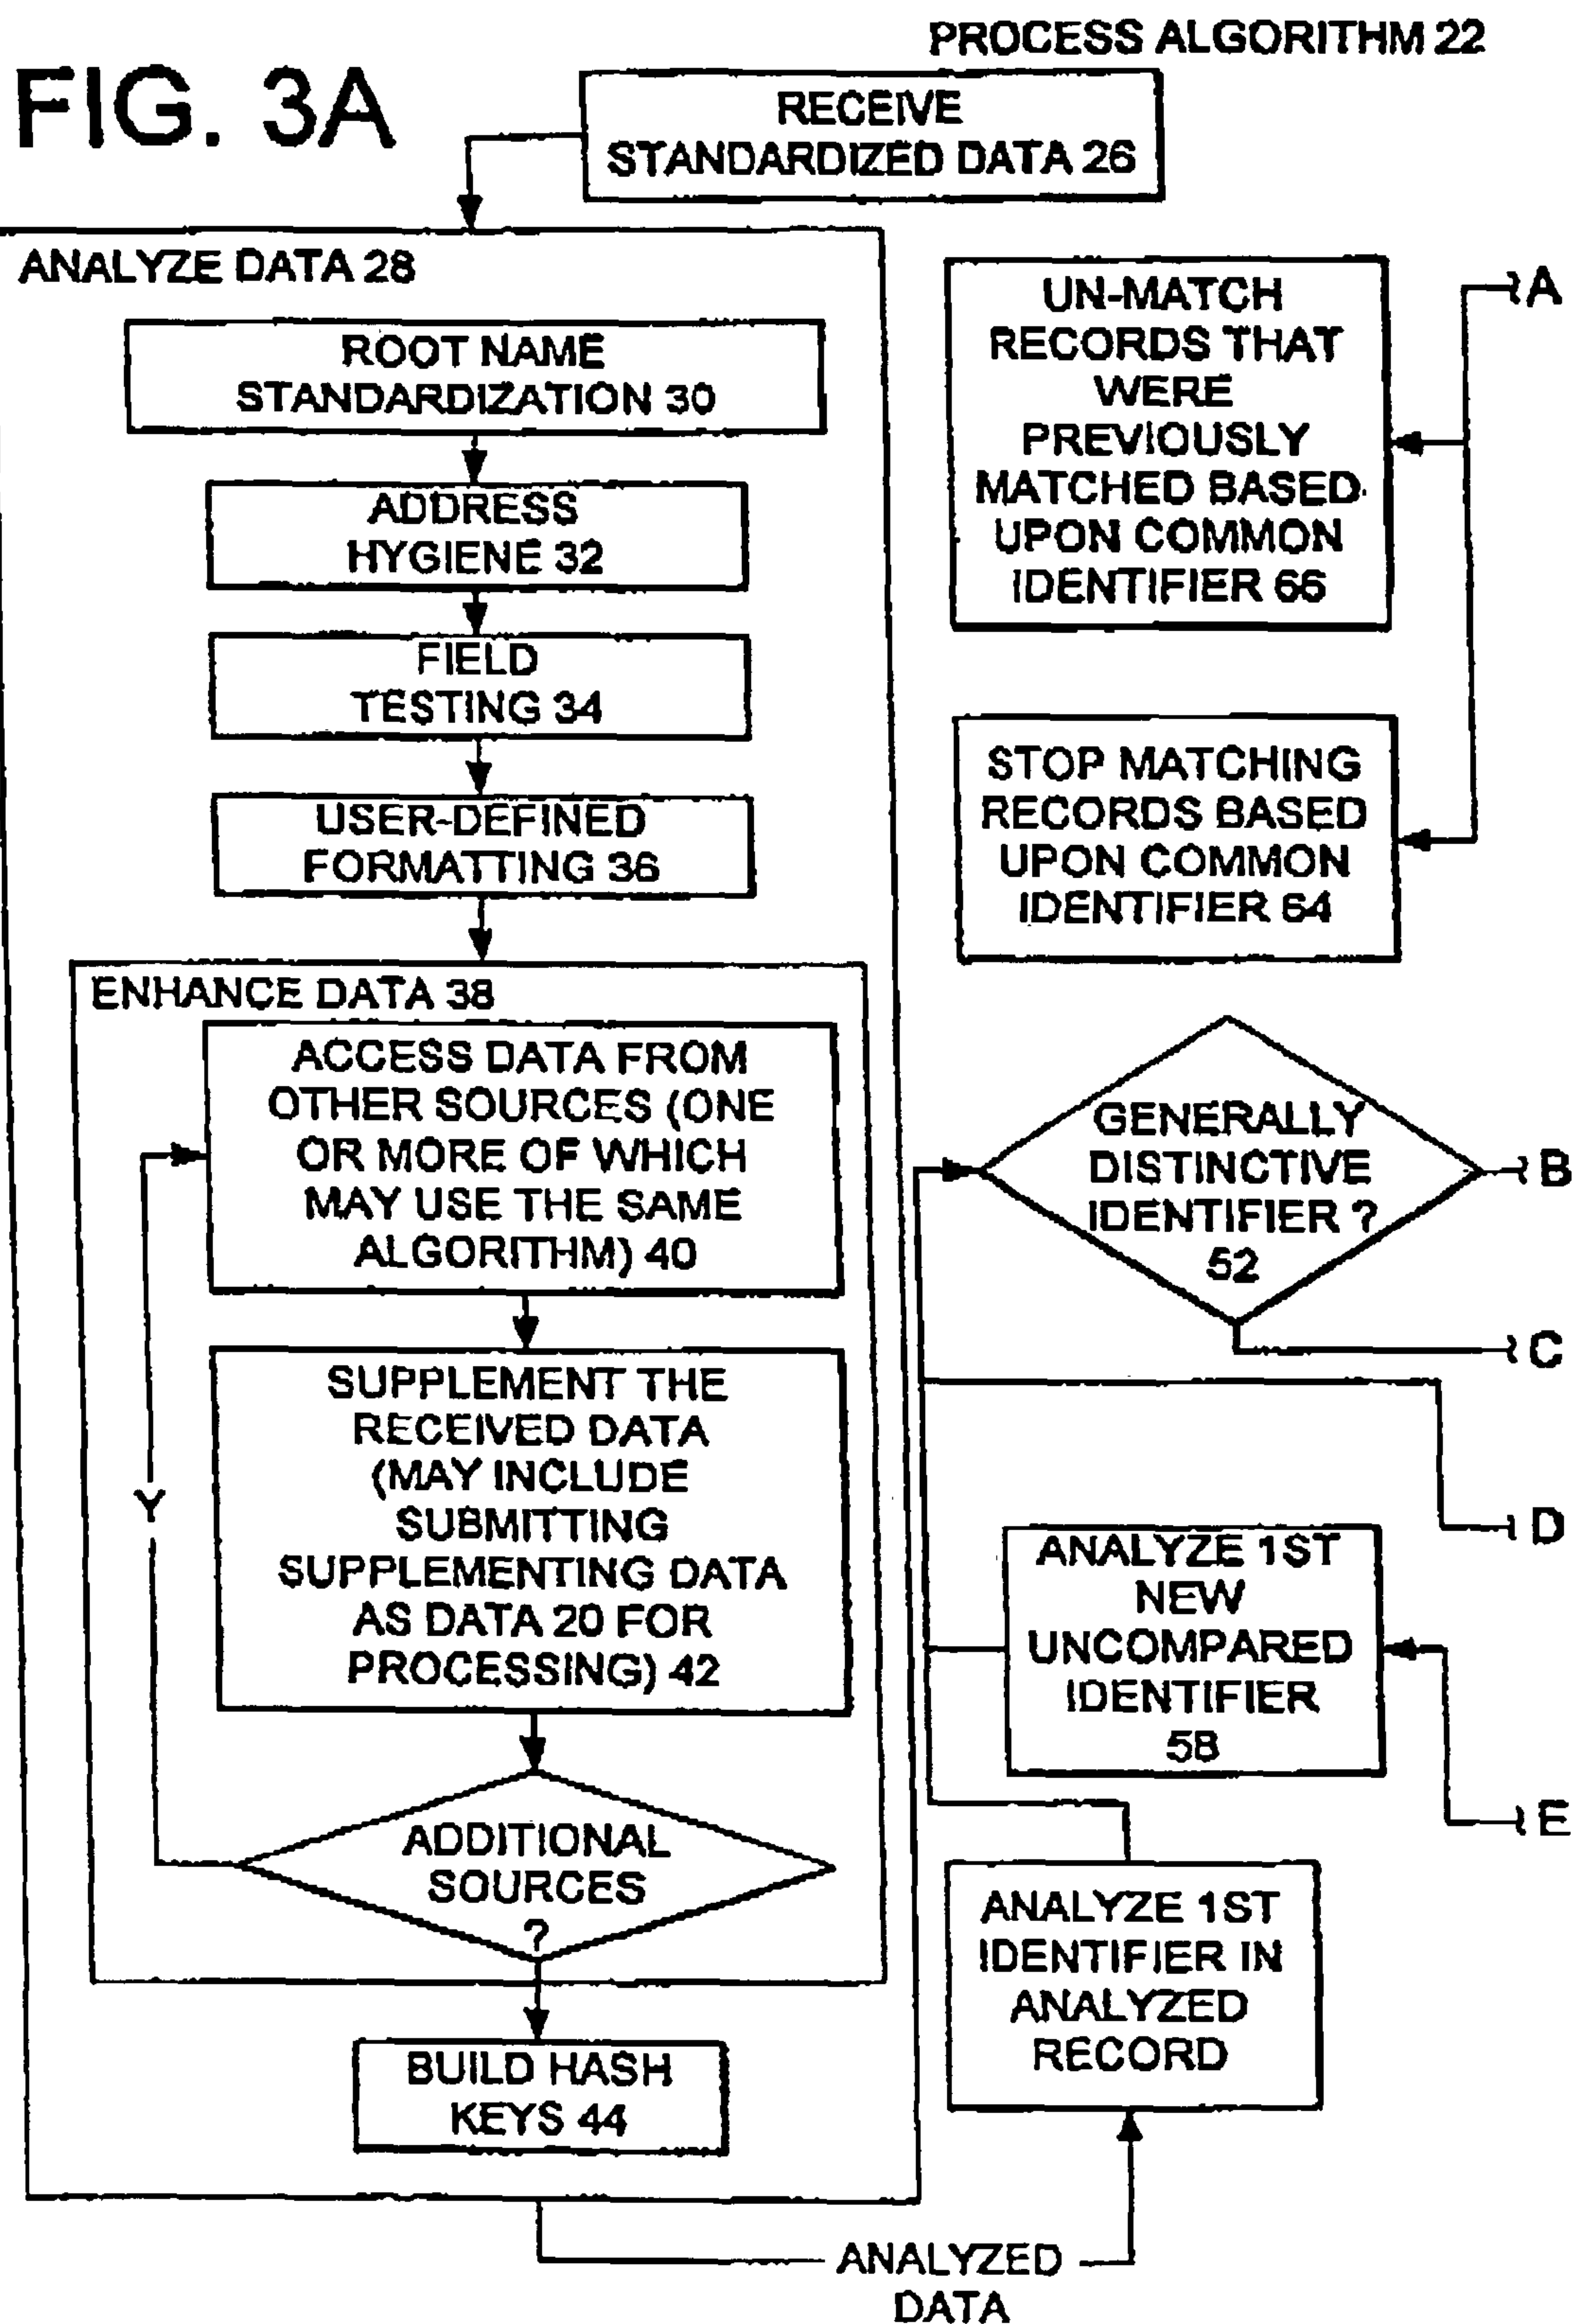 PROCESS ALGORITHM 22
FIG. 3A
RECEIVE
STANDARDIZED DATA 26
ANALYZE DATA 28
ROOT NAME
STANDARDIZATION 30
ADDRESS
HYGIENE 32
FIELD
TESTING 34
USER-DEFINED
FORMATTING 36
ENHANCE DATA 38
ACCESS DATA FROM
OTHER SOURCES (ONE
OR MORE OF WHICH
MAY USE THE SAME
ALGORITHM) 40
SUPPLEMENT THE
RECEIVED DATA
(MAY INCLUDE
SUBMITTING
SUPPLEMENTING DATA
AS DATA 20 FOR
PROCESSING) 42
Y
ADDITIONAL
SOURCES
?
BUILD HASH
KEYS 44
ANALYZED
DATA
UN-MATCH
RECORDS THAT
WERE
PREVIOUSLY
MATCHED BASED
UPON COMMON
IDENTIFIER 66
A
STOP MATCHING
RECORDS BASED
UPON COMMON
IDENTIFIER 64
GENERALLY
DISTINCTIVE
IDENTIFIER ?
52
B
C
D
ANALYZE 1ST
NEW
UNCOMPARED
IDENTIFIER
58
E
ANALYZE 1ST
IDENTIFIER IN
ANALYZED
RECORD